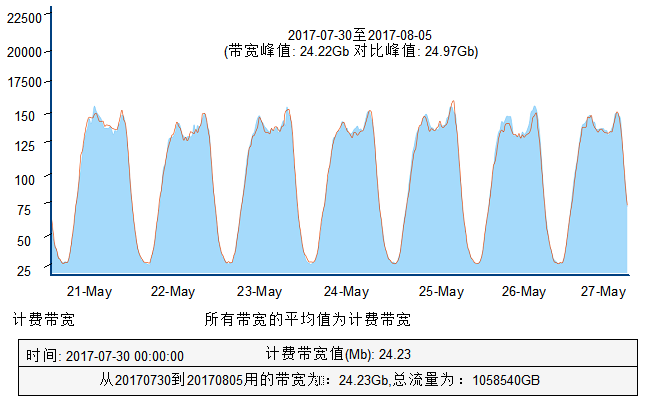 2017-07-30至2017-08-05
(带宽峰值: 24.22Gb 对比峰值: 24.97Gb)
22500
20000
17500
150
125
100
75
50
25
21-May 22-May 23-May 24-May 25-May 26-May 27-May
计费带宽 所有带宽的平均值为计费带宽
时间: 2017-07-30 00:00:00 计费带宽值(Mb): 24.23
从20170730到20170805用的带宽为: 24.23Gb,总流量为: 1058540GB